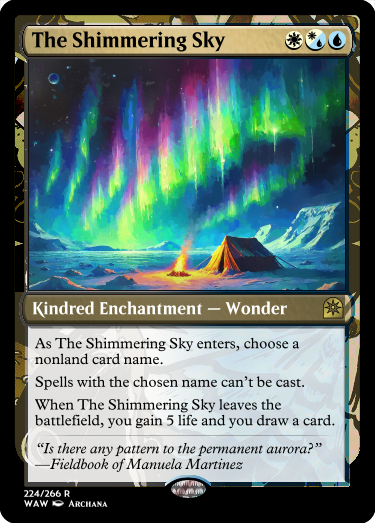 The Shimmering Sky
Kindred Enchantment — Wonder
As The Shimmering Sky enters, choose a
nonland card name.
Spells with the chosen name can't be cast.
When The Shimmering Sky leaves the
battlefield, you gain 5 life and you draw a card.
“Is there any pattern to the permanent aurora?”
—Fieldbook of Manuela Martinez
224/266 R
WAW Archana